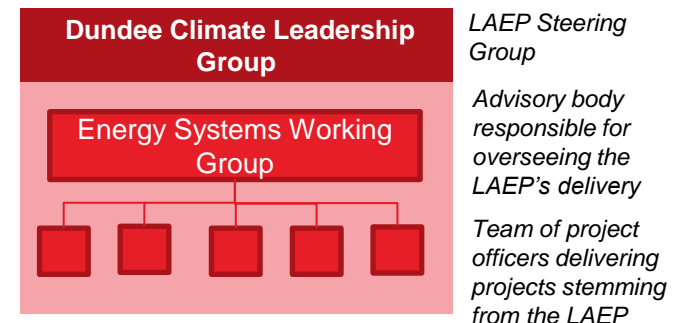 Dundee Climate Leadership
Group
LAEP Steering
Group
Energy Systems Working
Group
Advisory body
responsible for
overseeing the
LAEP's delivery
Team of project
officers delivering
projects stemming
from the LAEP